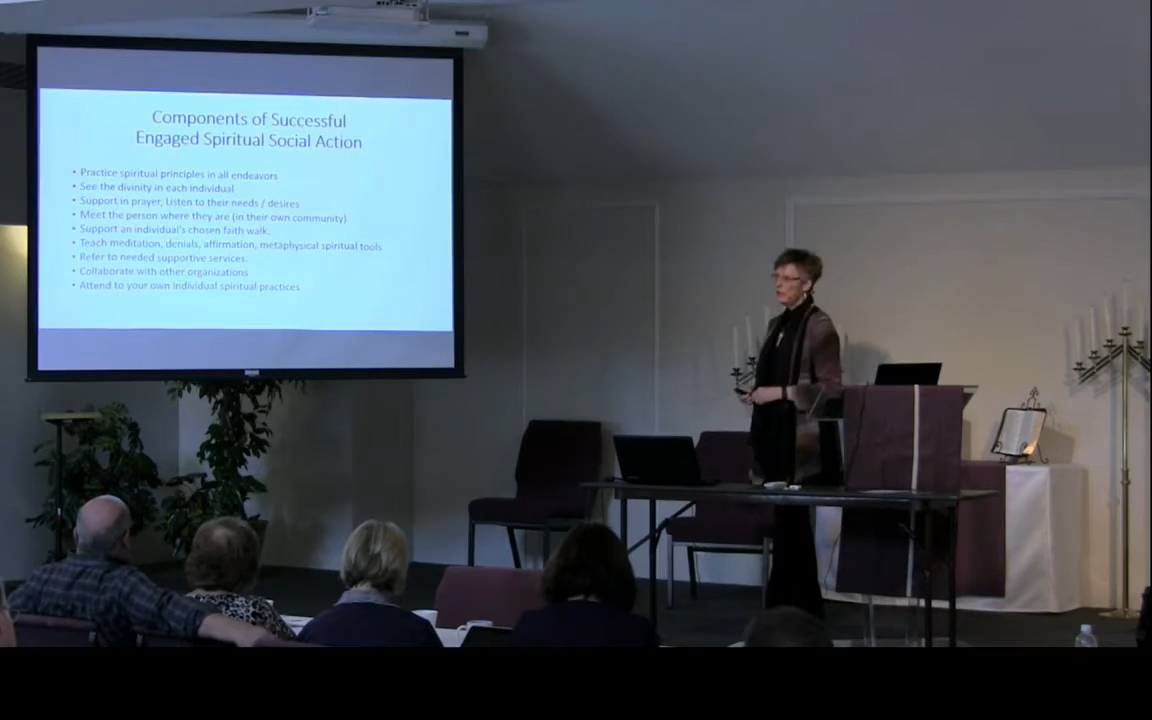 Components of Successful
Engaged Spiritual Social Action
• Practice spiritual principles in all endeavors
• See the divinity in each individual
• Support in prayer, Listen to their needs / desires
• Meet the person where they are (in their own community)
• Support an individual's chosen faith walk.
• Teach meditation, denials, affirmation, metaphysical spiritual tools
• Refer to needed supportive services.
• Collaborate with other organizations
• Attend to your own individual spiritual practices